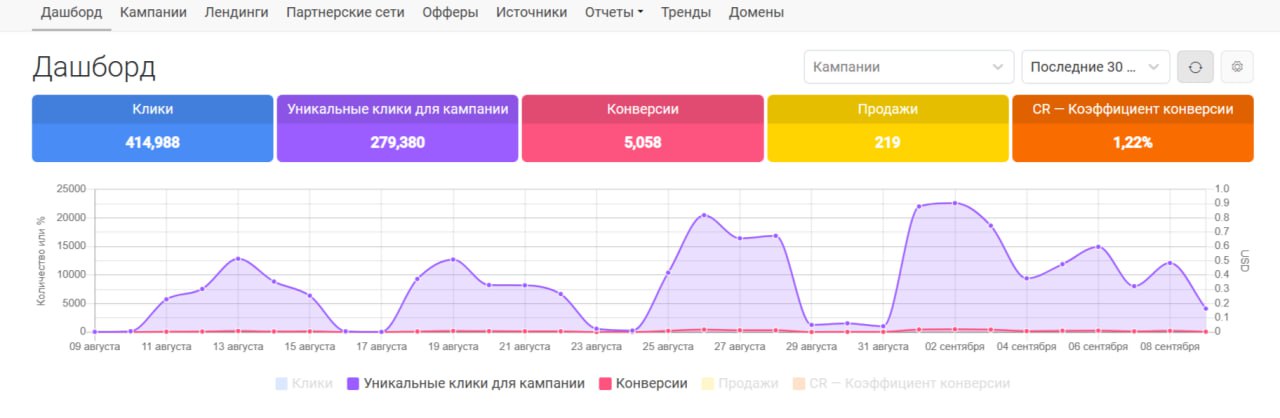 Дашборд Кампании Лендинги Партнерские сети Офферы Источники Отчеты Тренды Домены
Дашборд
Кампании Последние 30 ...
Клики Уникальные клики для кампании Конверсии Продажи CR — Коэффициент конверсии
414,988 279,380 5,058 219 1,22%
25000 1.0
0.9
20000 0.8
0.7
15000 0.6
0.5
10000 0.4
0.3
5000 0.2
0.1
0 0
Количество или %
USD
09 августа 11 августа 13 августа 15 августа 17 августа 19 августа 21 августа 23 августа 25 августа 27 августа 29 августа 31 августа 02 сентября 04 сентября 06 сентября 08 сентября
Клики Уникальные клики для кампании Конверсии Продажи CR — Коэффициент конверсии